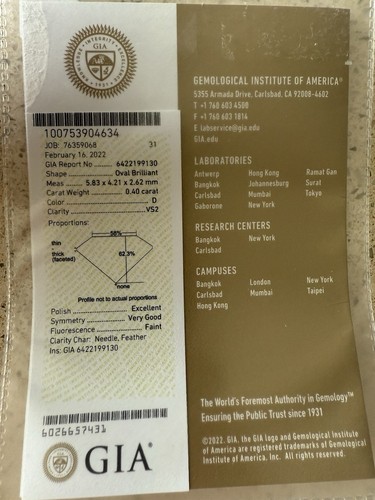 GIA
100753904634
JOB: 76359068 31
February 16, 2022
GIA Report No 6422199130
Shape Oval Brilliant
Meas 5.83 x 4.21 x 2.62 mm
Carat Weight 0.40 carat
Color D
Clarity VS2
Proportions:
58%
thin
-
thick
(faceted)
62.3%
none
Profile not to actual proportions
Polish Excellent
Symmetry Very Good
Fluorescence Faint
Clarity Char: Needle, Feather
Ins: GIA 6422199130
6026657431
GIA®
GEMOLOGICAL INSTITUTE OF AMERICA®
5355 Armada Drive, Carlsbad, CA 92008-4602
T +1 760 603 4500
F +1 760 603 1814
E labservice@gia.edu
GIA.edu
LABORATORIES
Antwerp Hong Kong Ramat Gan
Bangkok Johannesburg Surat
Carlsbad Mumbai Tokyo
Gaborone New York
RESEARCH CENTERS
Bangkok New York
Carlsbad
CAMPUSES
Bangkok London New York
Carlsbad Mumbai Taipei
Hong Kong
The World's Foremost Authority in Gemology™
Ensuring the Public Trust since 1931
©2022. GIA, the GIA logo and Gemological Institute
of America are registered trademarks of Gemological
Institute of America, Inc. All rights reserved.